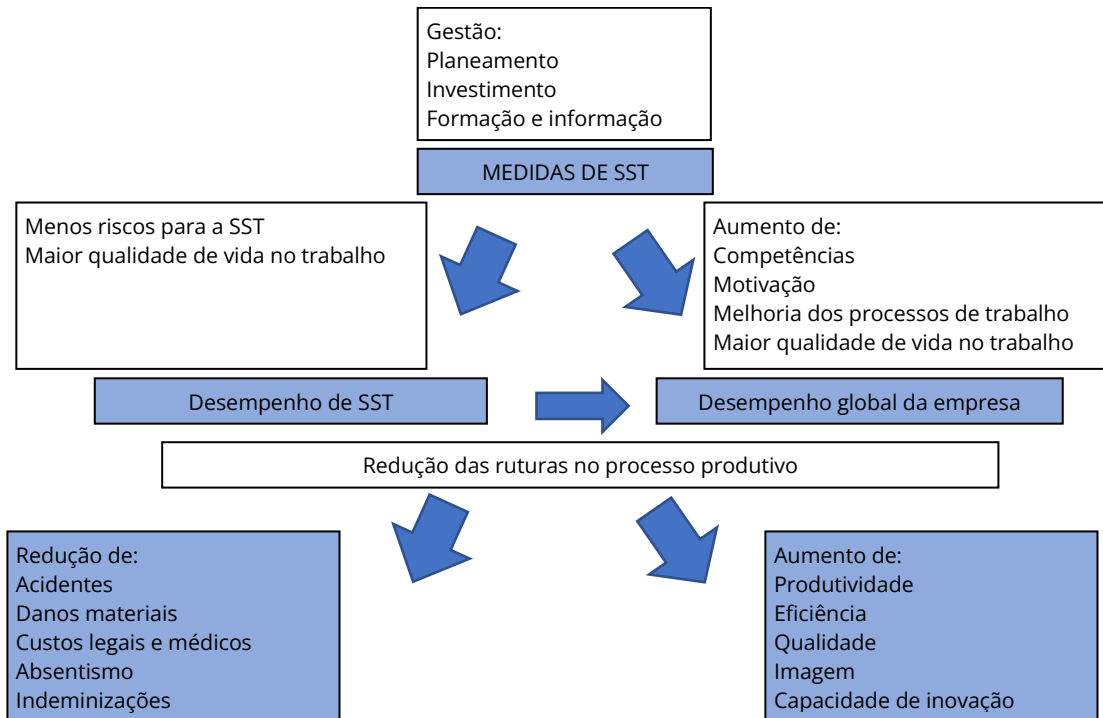 Gestão:
Planeamento
Investimento
Formação e informação
MEDIDAS DE SST
Menos riscos para a SST
Maior qualidade de vida no trabalho
Aumento de:
Competências
Motivação
Melhoria dos processos de trabalho
Maior qualidade de vida no trabalho
Desempenho de SST
Desempenho global da empresa
Redução das ruturas no processo produtivo
Redução de:
Acidentes
Danos materiais
Custos legais e médicos
Absentismo
Indeminizações
Aumento de:
Produtividade
Eficiência
Qualidade
Imagem
Capacidade de inovação